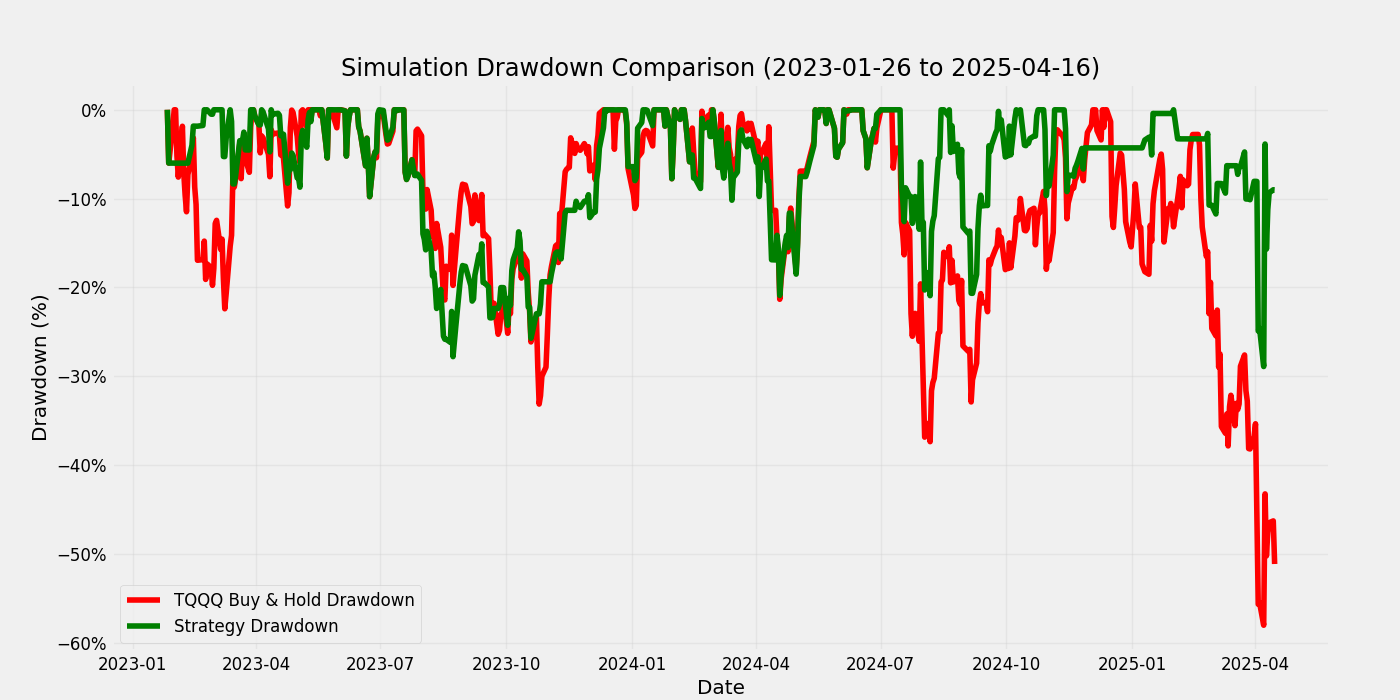 Simulation Drawdown Comparison (2023-01-26 to 2025-04-16)
Drawdown (%)
0%
−10%
−20%
−30%
−40%
−50%
−60%
TQQQ Buy & Hold Drawdown
Strategy Drawdown
2023-01 2023-04 2023-07 2023-10 2024-01 2024-04 2024-07 2024-10 2025-01 2025-04
Date